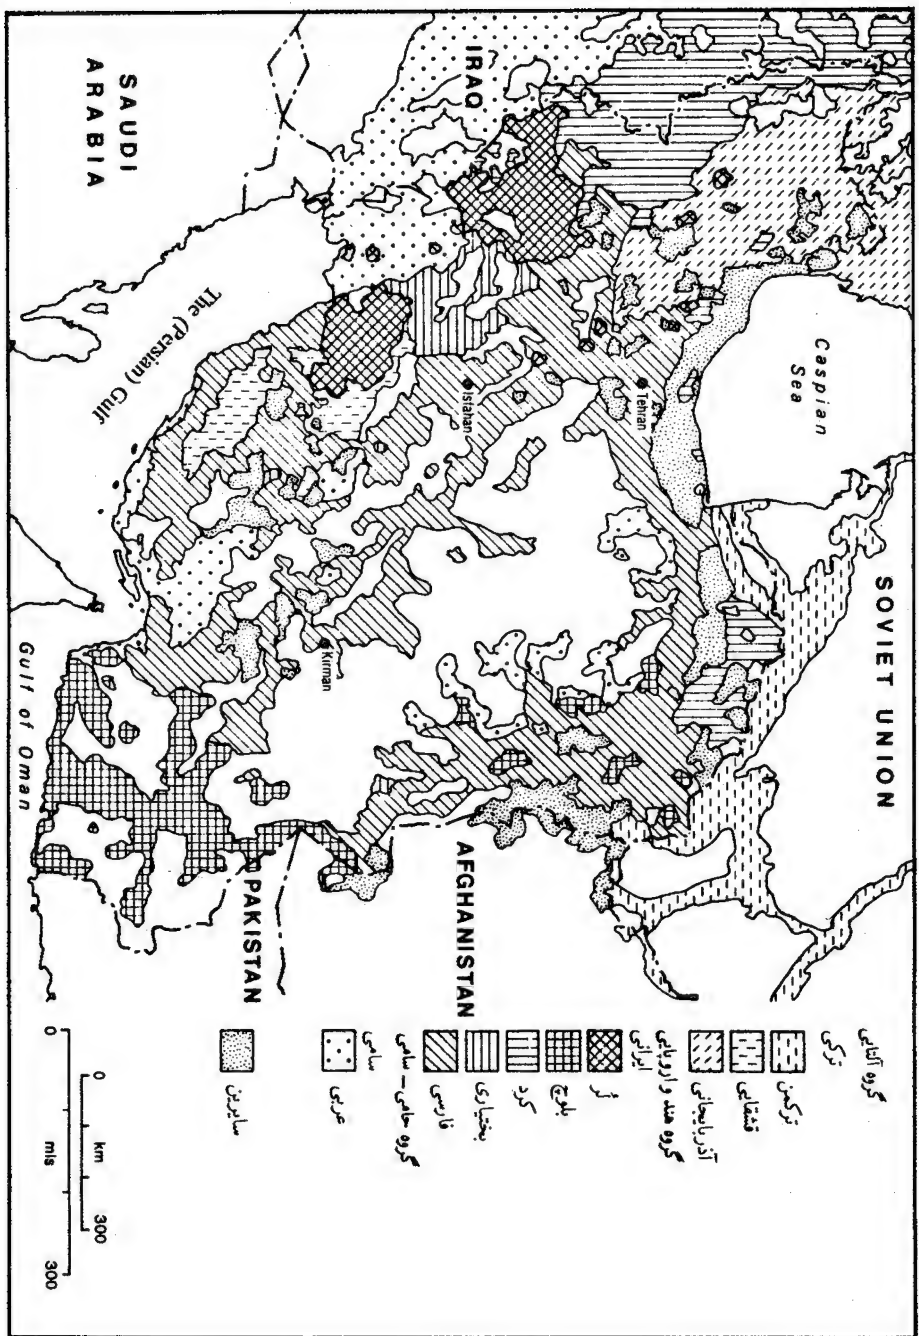 SOVIET UNION
Caspian
Sea
Tehran
IRAQ
Isfahan
AFGHANISTAN
Kirman
SAUDI
ARABIA
The (Persian) Gulf
PAKISTAN
Gulf of Oman
گروه آلتایی
ترکی
ترکمن
قشقایی
آذربایجانی
گروه هند و اروپایی
ایرانی
لُر
بلوچ
کرد
بختیاری
فارسی
گروه حامی – سامی
سامی
عربی
سایرین
0 km 300
0 mls 300